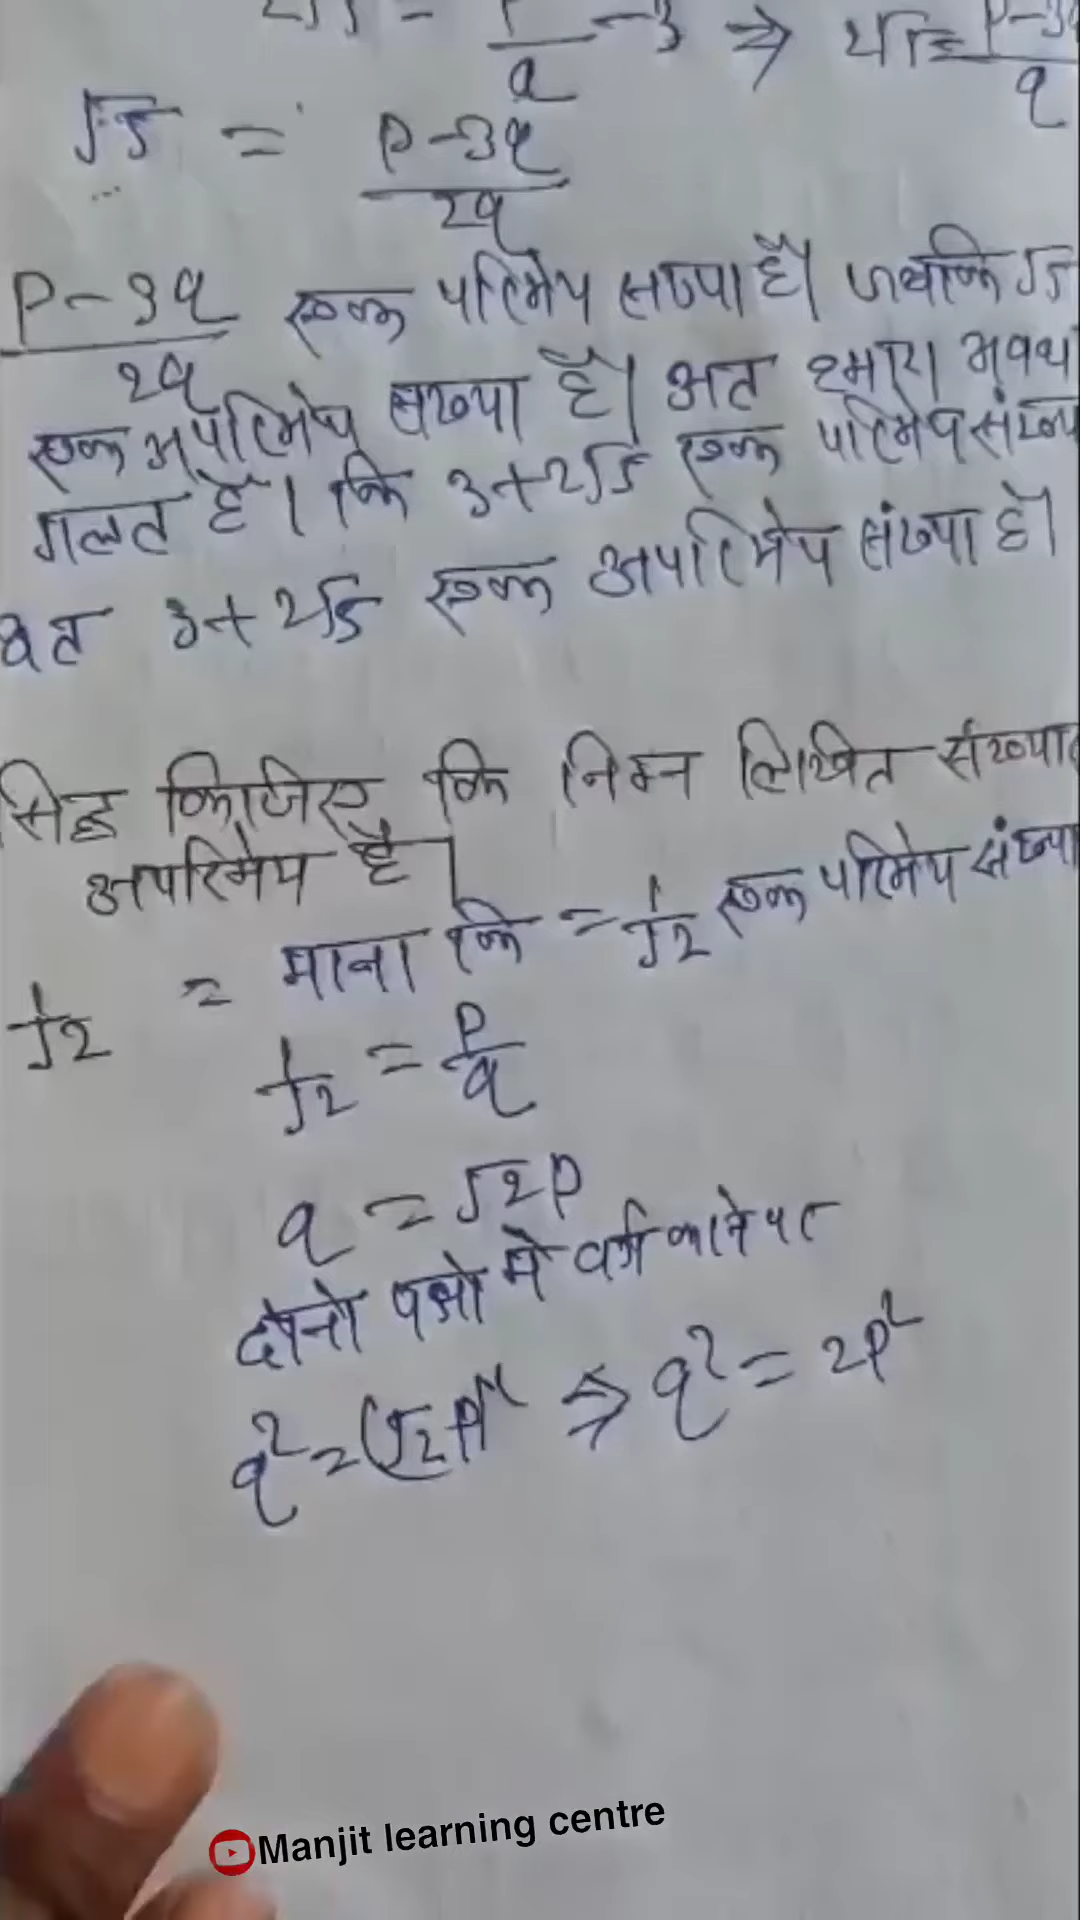 √5 = P-3q/2q
P-3q/2q एक परिमेय संख्या है। जबकि √5
एक अपरिमेय संख्या है। अत हमारा
गलत है। कि 3+2√5 एक परिमेय संख्या
अत 3+2√5 एक अपरिमेय संख्या है।
सिद्ध किजिए कि निम्न लिखित संख्या
अपरिमेय है।
1/√2 = माना कि = 1/√2 एक परिमेय संख्या
1/√2 = P/q
q = √2P
दोनो पक्षो मे वर्ग करने पर
q²=(√2P)² ⇒ q² = 2P²
Manjit learning centre